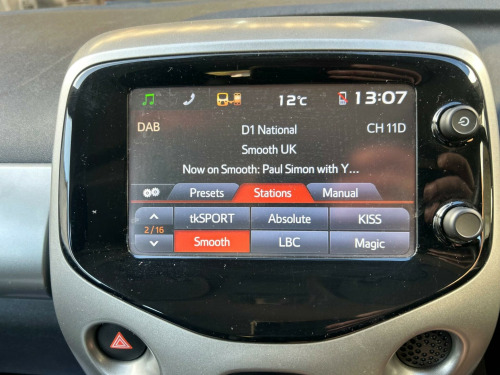 12°C 13:07
DAB D1 National CH 11D
Smooth UK
Now on Smooth: Paul Simon with Y...
Presets Stations Manual
tkSPORT Absolute KISS
2/16
Smooth LBC Magic